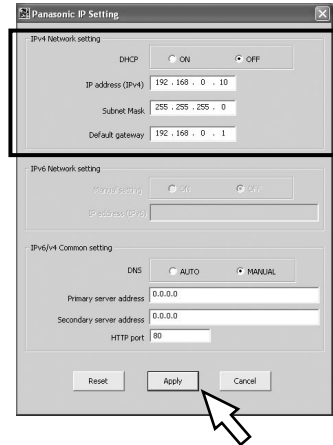 Panasonic IP Setting
IPv4 Network setting
DHCP ON OFF
IP address (IPv4) 192 . 168 . 0 . 10
Subnet Mask 255 . 255 . 255 . 0
Default gateway 192 . 168 . 0 . 1
IPv6 Network setting
Manual setting ON OFF
IP address (IPv6)
IPv6/v4 Common setting
DNS AUTO MANUAL
Primary server address 0.0.0.0
Secondary server address 0.0.0.0
HTTP port 80
Reset Apply Cancel